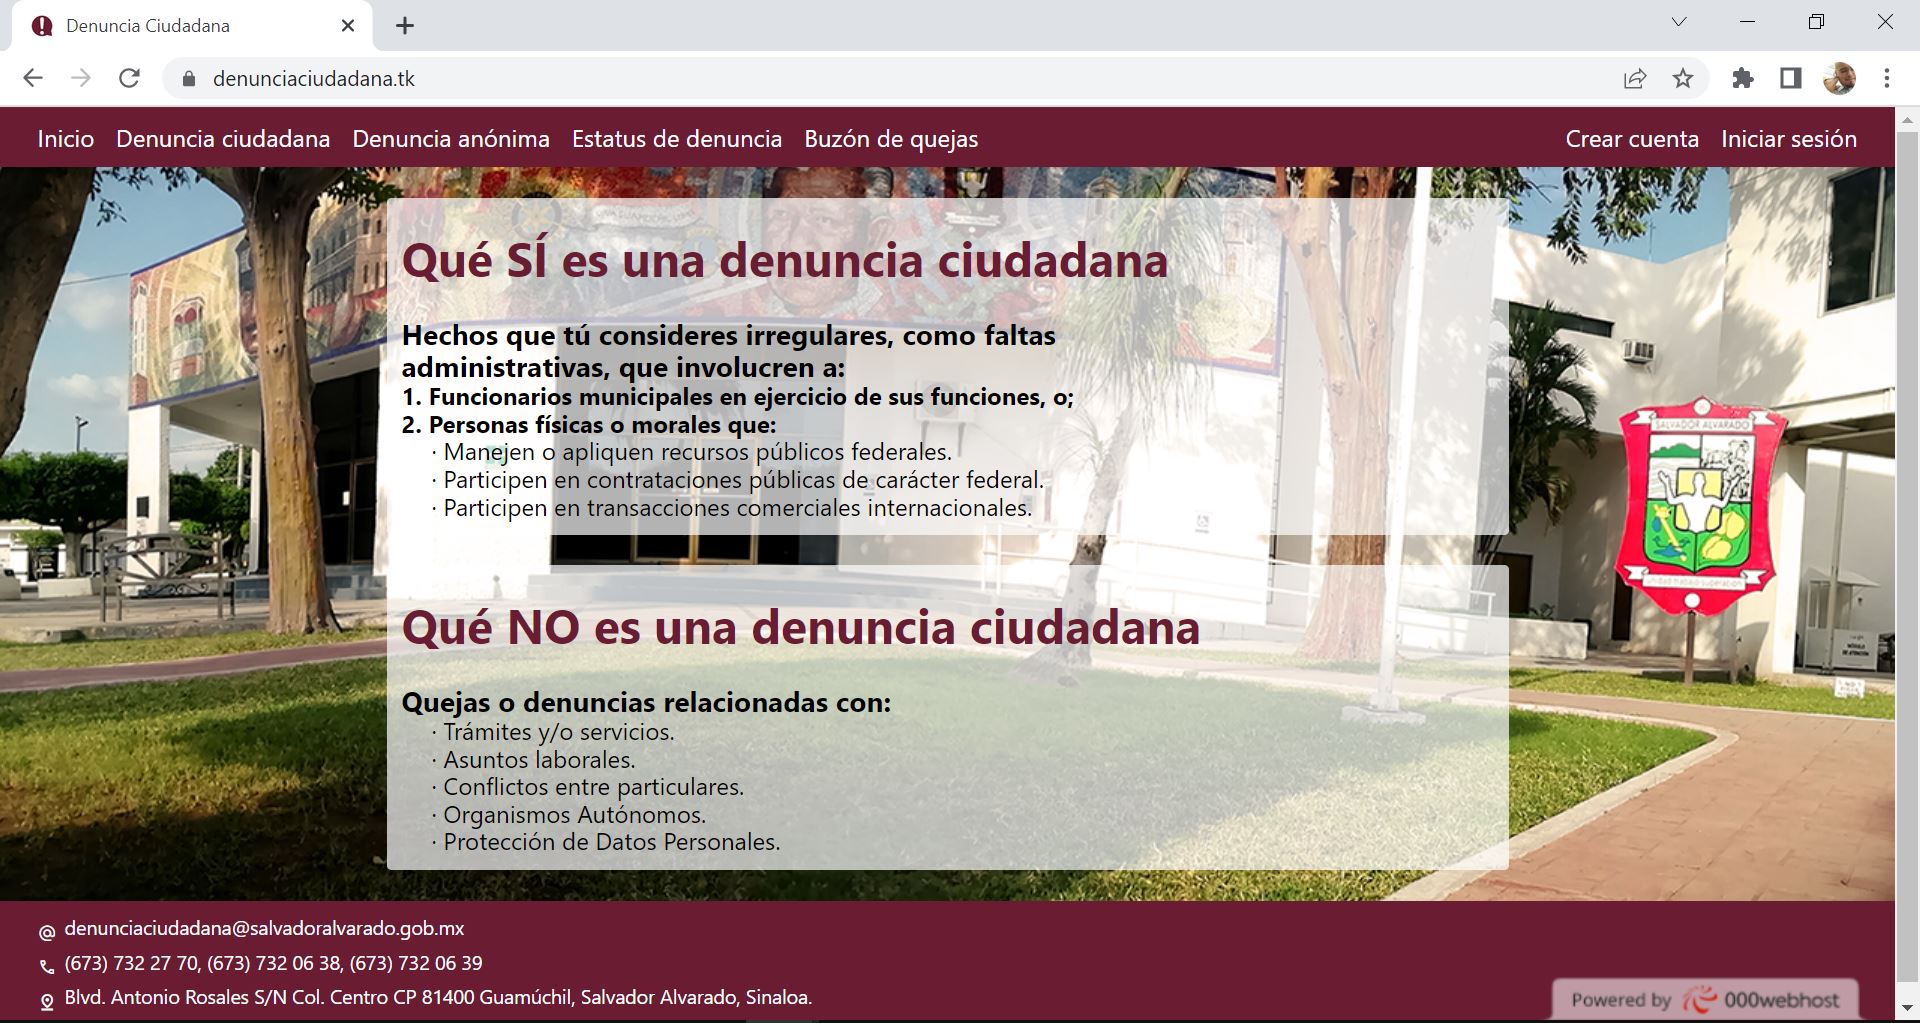 Denuncia Ciudadana
denunciaciudadana.tk
Inicio Denuncia ciudadana Denuncia anónima Estatus de denuncia Buzón de quejas Crear cuenta Iniciar sesión
Qué SÍ es una denuncia ciudadana
Hechos que tú consideres irregulares, como faltas
administrativas, que involucren a:
1. Funcionarios municipales en ejercicio de sus funciones, o;
2. Personas físicas o morales que:
· Manejen o apliquen recursos públicos federales.
· Participen en contrataciones públicas de carácter federal.
· Participen en transacciones comerciales internacionales.
SALVADOR ALVARADO
Qué NO es una denuncia ciudadana
Quejas o denuncias relacionadas con:
· Trámites y/o servicios.
· Asuntos laborales.
· Conflictos entre particulares.
· Organismos Autónomos.
· Protección de Datos Personales.
MÓDULO
DE ATENCIÓN
@ denunciaciudadana@salvadoralvarado.gob.mx
(673) 732 27 70, (673) 732 06 38, (673) 732 06 39
Blvd. Antonio Rosales S/N Col. Centro CP 81400 Guamúchil, Salvador Alvarado, Sinaloa.
Powered by 000webhost